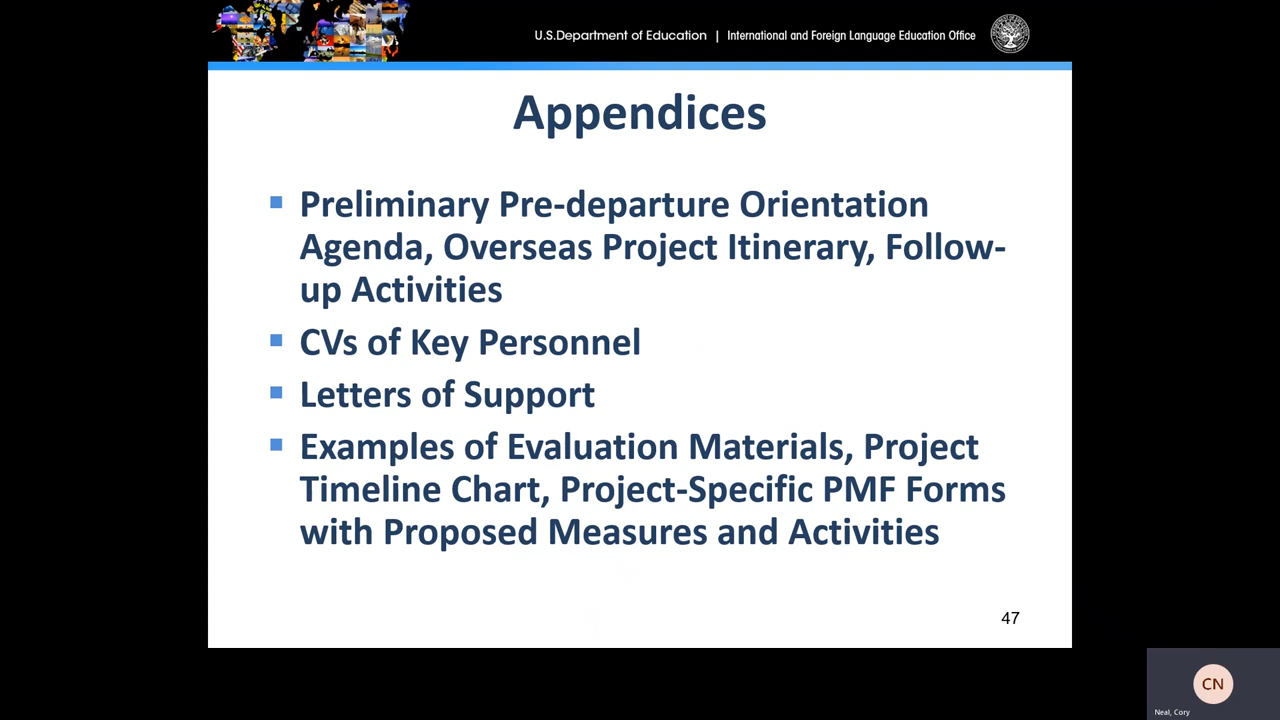 U.S.Department of Education | International and Foreign Language Education Office
Appendices
Preliminary Pre-departure Orientation
Agenda, Overseas Project Itinerary, Follow-
up Activities
CVs of Key Personnel
Letters of Support
Examples of Evaluation Materials, Project
Timeline Chart, Project-Specific PMF Forms
with Proposed Measures and Activities
47
CN
Neal, Cory